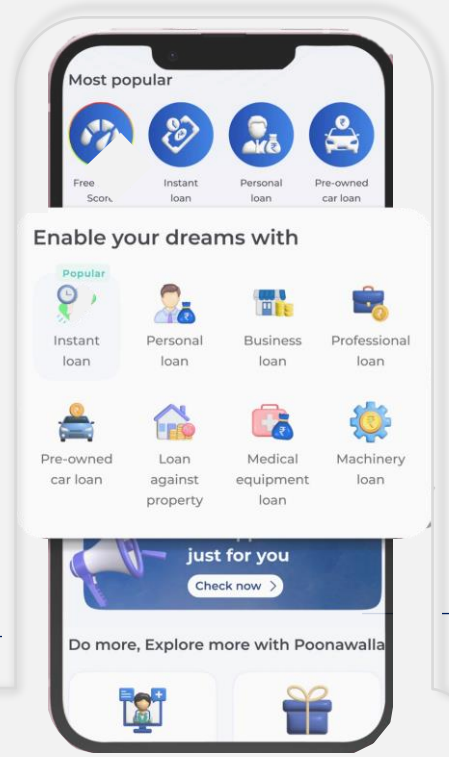 Most popular
Free Instant Personal Pre-owned
loan loan car loan
Enable your dreams with
Popular
Instant Personal Business Professional
loan loan loan loan
Pre-owned Loan Medical Machinery
car loan against equipment loan
property loan
just for you
Check now >
Do more, Explore more with Poonawalla